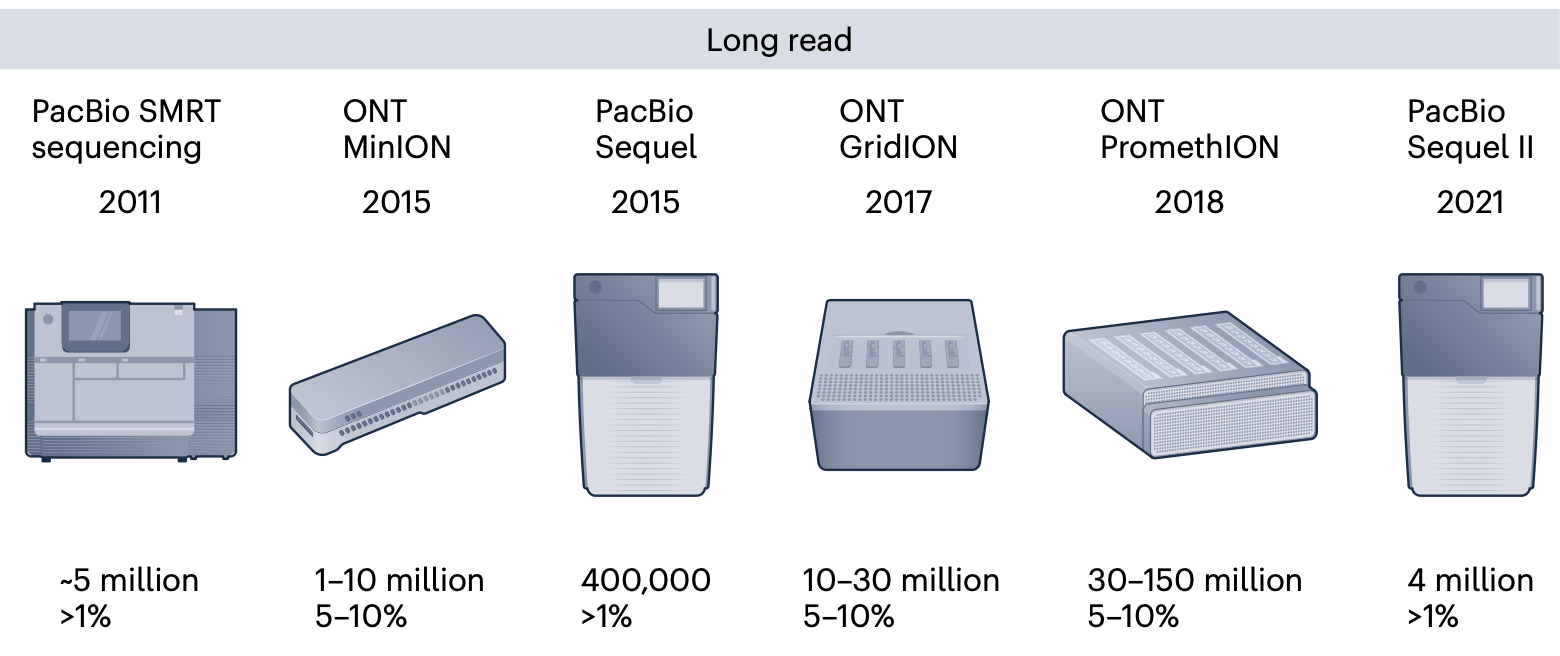 Long read
PacBio SMRT
sequencing
2011
ONT
MinION
2015
PacBio
Sequel
2015
ONT
GridION
2017
ONT
PromethION
2018
PacBio
Sequel II
2021
~5 million
>1%
1–10 million
5–10%
400,000
>1%
10–30 million
5–10%
30–150 million
5–10%
4 million
>1%